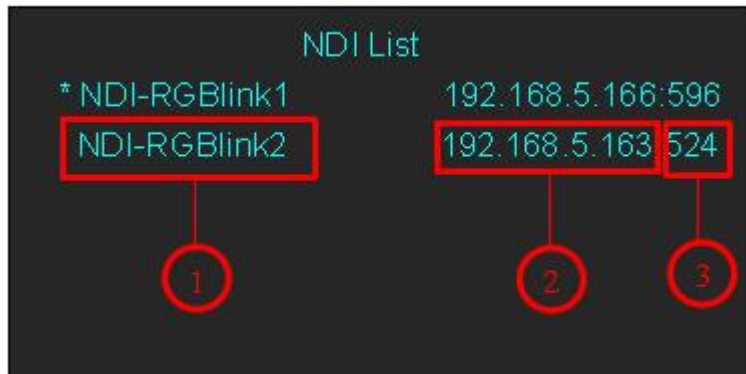 NDI List
* NDI-RGBlink1 192.168.5.166:596
NDI-RGBlink2 192.168.5.163:524
1 2 3